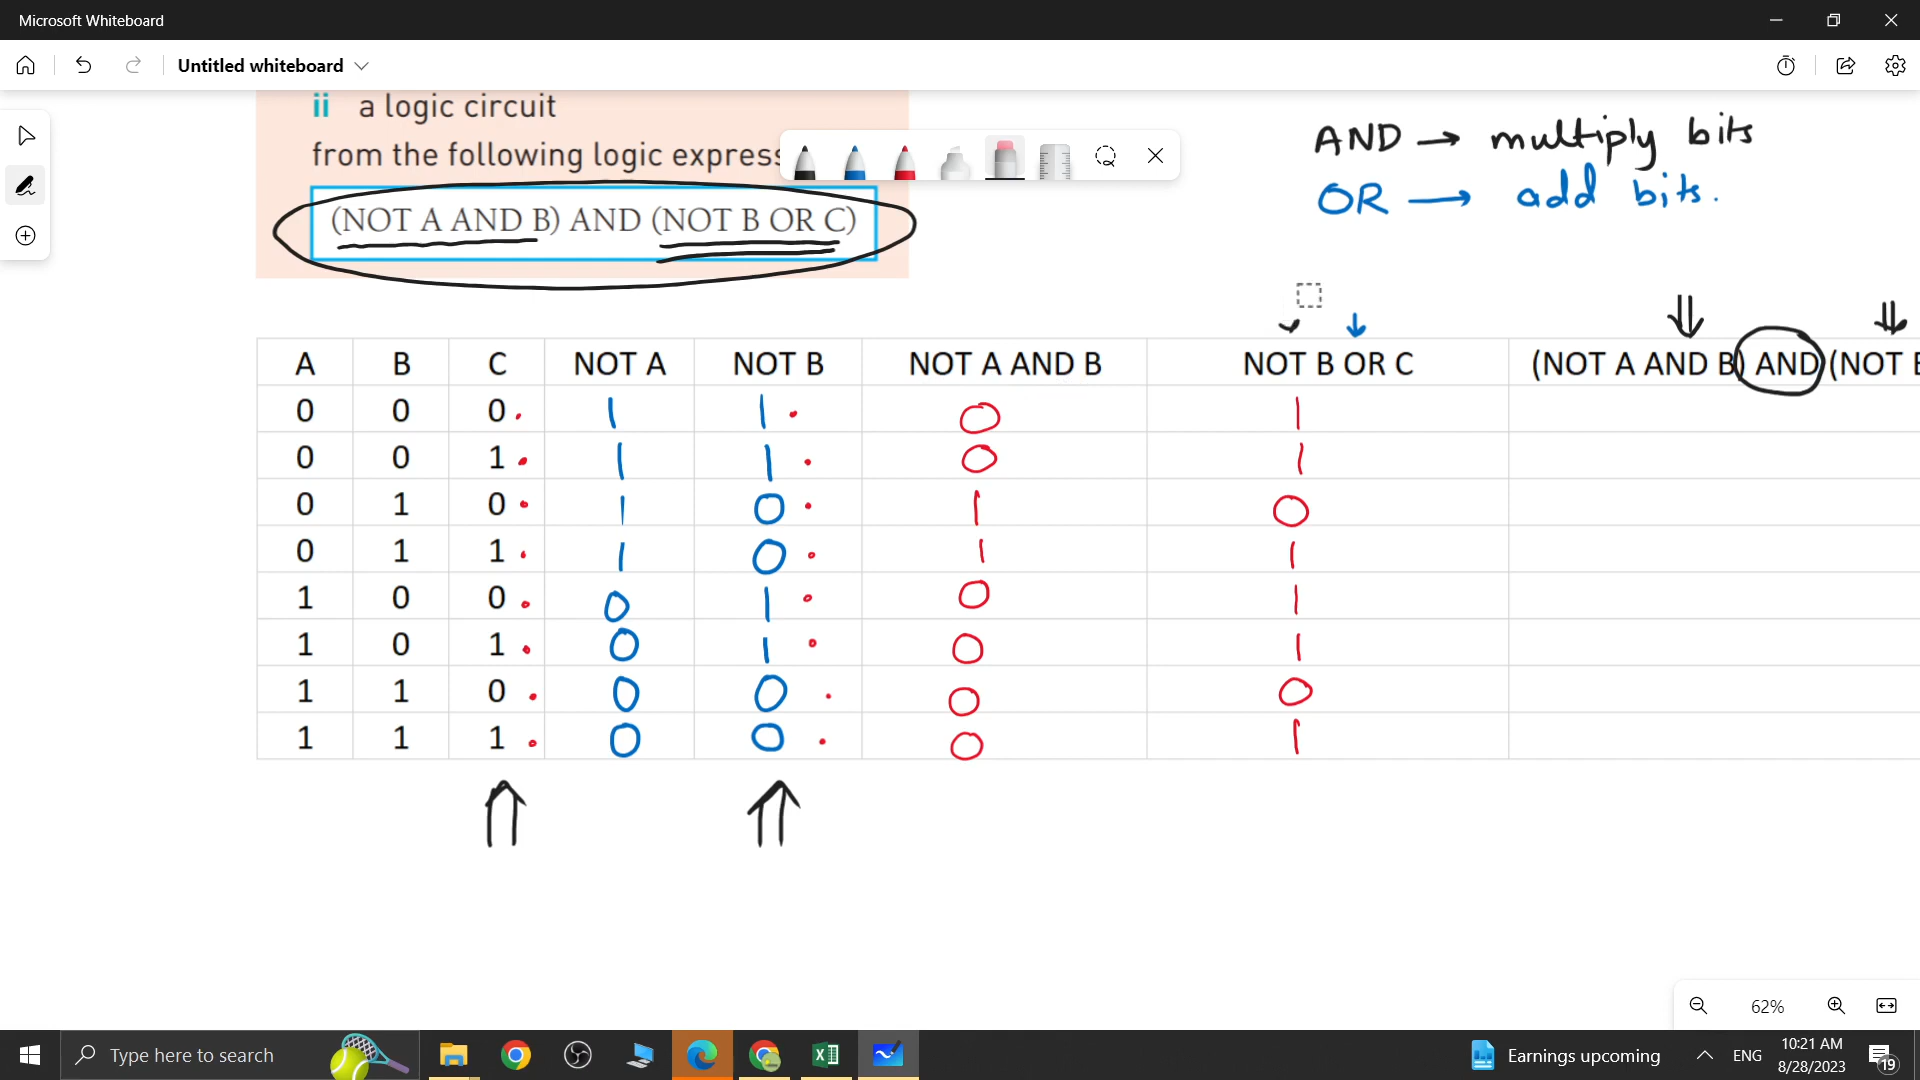 Microsoft Whiteboard
Untitled whiteboard
ii a logic circuit
from the following logic express
(NOT A AND B) AND (NOT B OR C)
AND → multiply bits
OR → add bits.
A B C NOT A NOT B NOT A AND B NOT B OR C (NOT A AND B) AND (NOT B
0 0 0 1 1 0 1
0 0 1 1 1 0 1
0 1 0 1 0 1 0
0 1 1 1 0 1 1
1 0 0 0 1 0 1
1 0 1 0 1 0 1
1 1 0 0 0 0 0
1 1 1 0 0 0 1
62%
Type here to search
Earnings upcoming
ENG
10:21 AM
8/28/2023
19